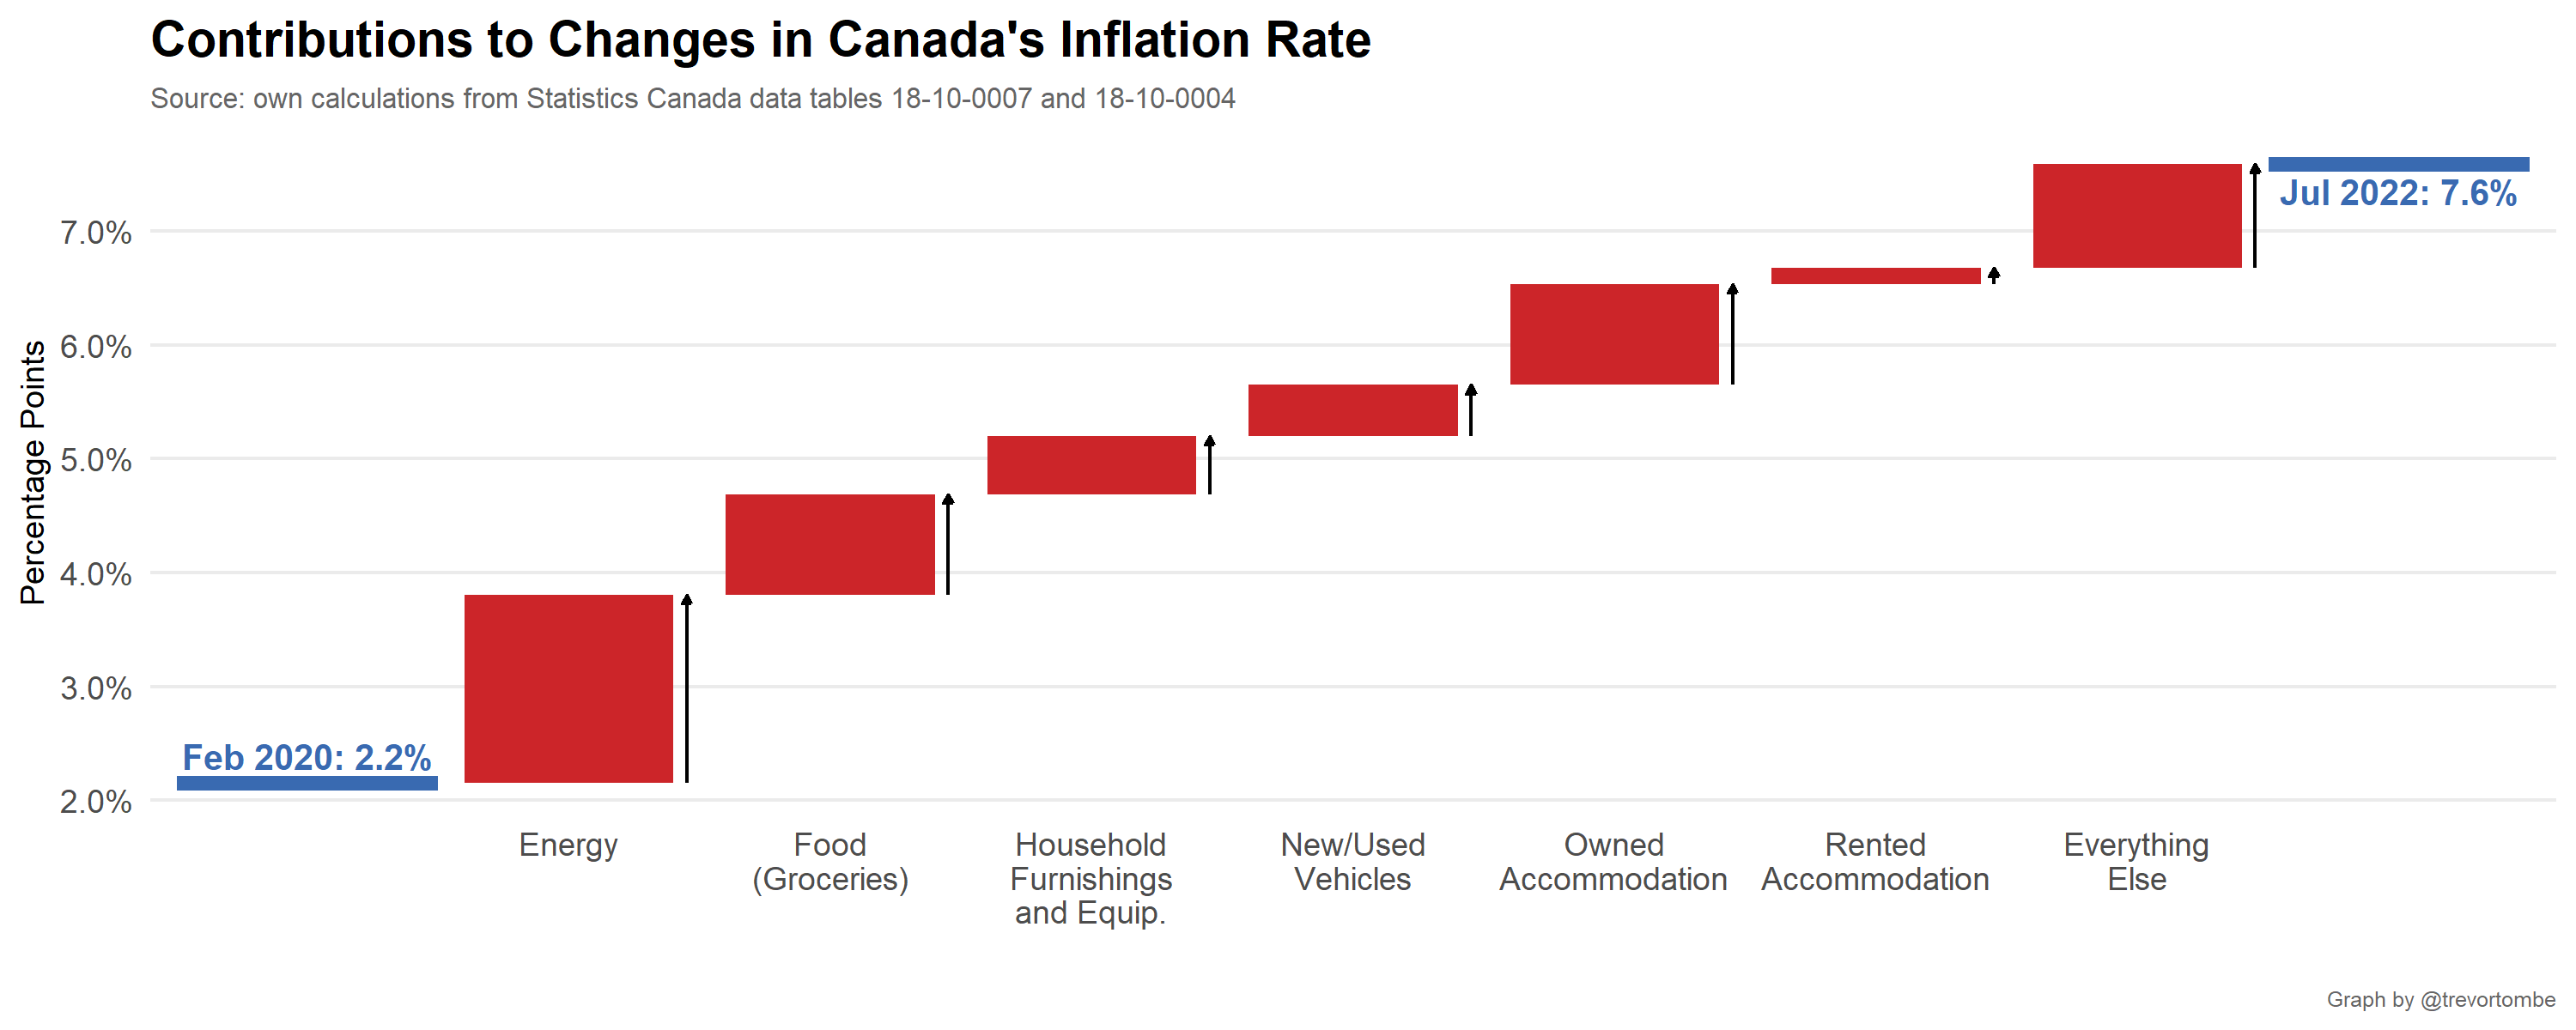 Contributions to Changes in Canada's Inflation Rate
Source: own calculations from Statistics Canada data tables 18-10-0007 and 18-10-0004
Percentage Points
7.0%
6.0%
5.0%
4.0%
3.0%
2.0%
Feb 2020: 2.2%
Jul 2022: 7.6%
Energy
Food
(Groceries)
Household
Furnishings
and Equip.
New/Used
Vehicles
Owned
Accommodation
Rented
Accommodation
Everything
Else
Graph by @trevortombe